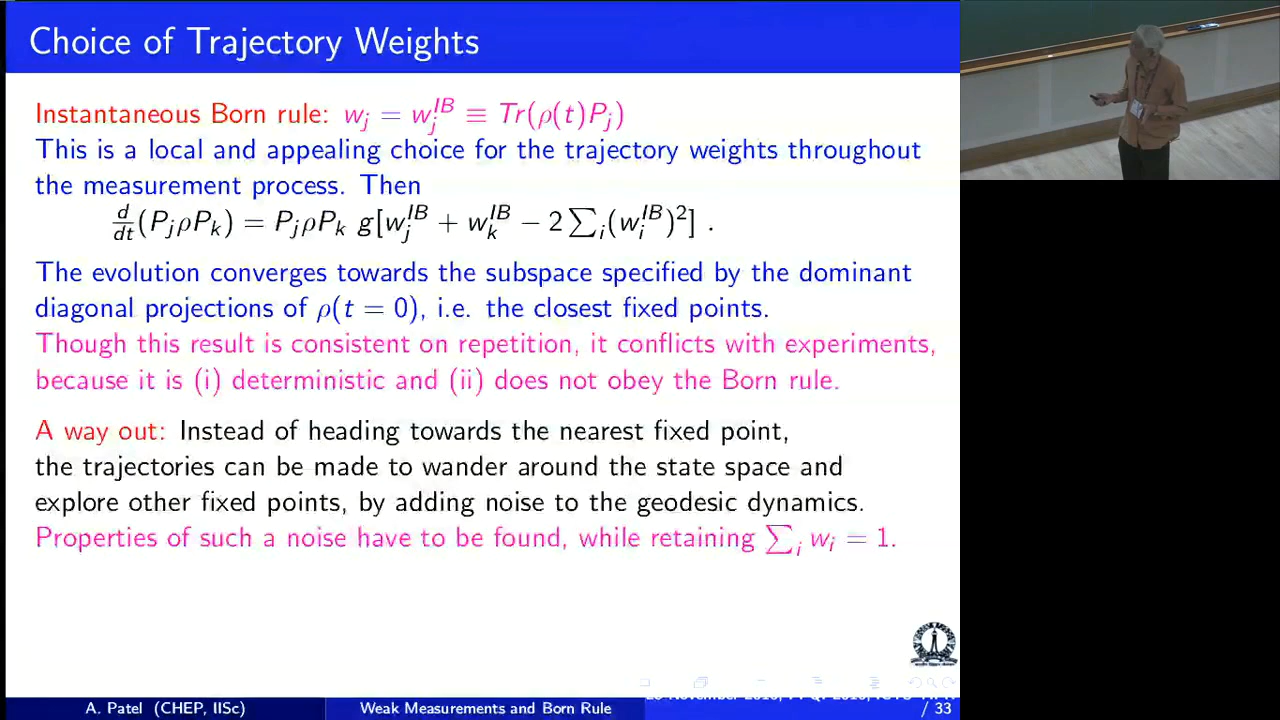 Choice of Trajectory Weights
Instantaneous Born rule: w_j = w_j^{IB} ≡ Tr(ρ(t)P_j)
This is a local and appealing choice for the trajectory weights throughout
the measurement process. Then
d/dt (P_jρP_k) = P_jρP_k g[w_j^{IB} + w_k^{IB} − 2 ∑_i(w_i^{IB})^2] .
The evolution converges towards the subspace specified by the dominant
diagonal projections of ρ(t = 0), i.e. the closest fixed points.
Though this result is consistent on repetition, it conflicts with experiments,
because it is (i) deterministic and (ii) does not obey the Born rule.
A way out: Instead of heading towards the nearest fixed point,
the trajectories can be made to wander around the state space and
explore other fixed points, by adding noise to the geodesic dynamics.
Properties of such a noise have to be found, while retaining ∑_i w_i = 1.
A. Patel (CHEP, IISc) Weak Measurements and Born Rule / 33